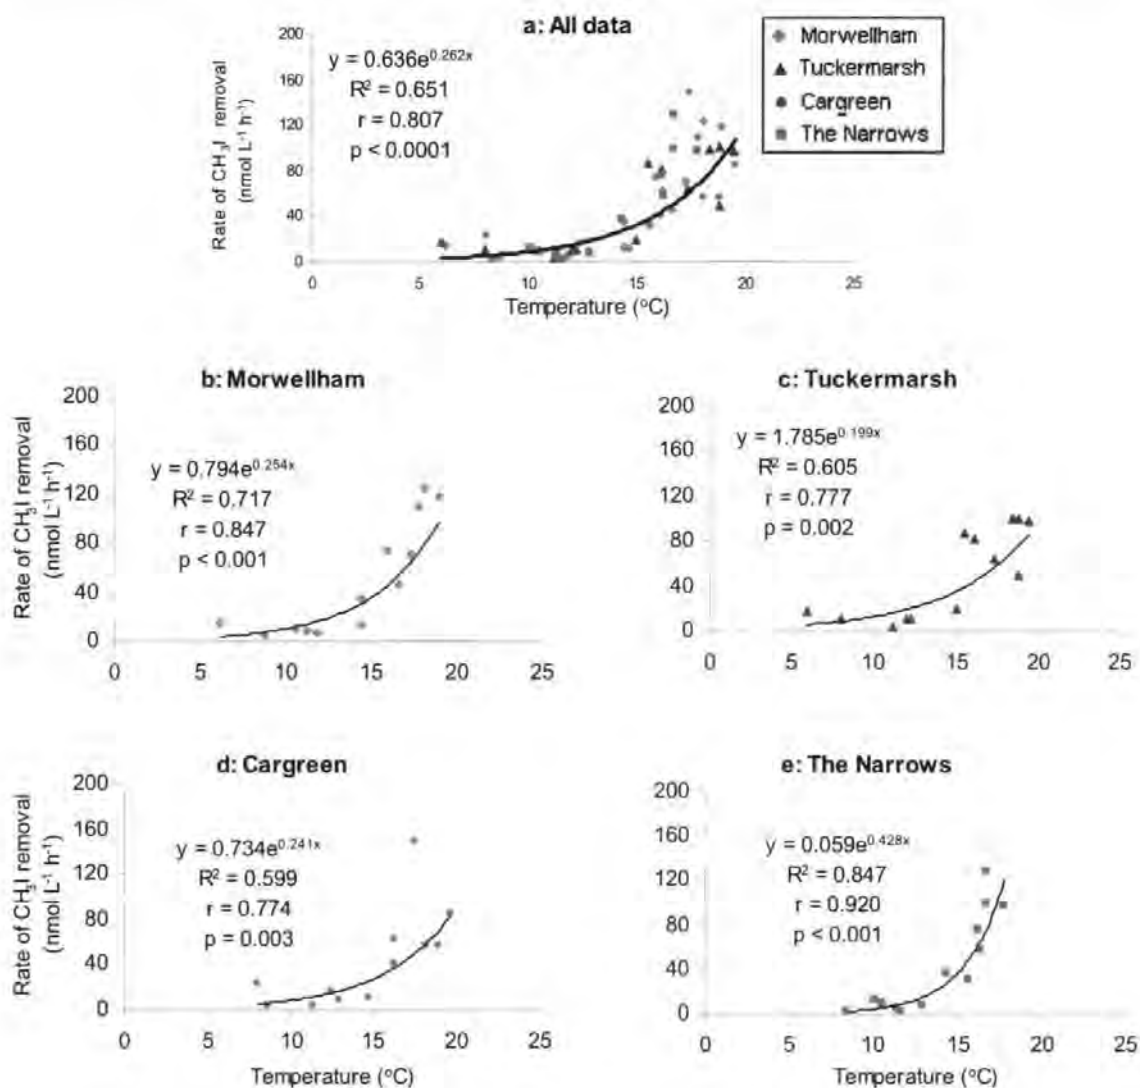 a: All data
200
160
120
80
40
0
Rate of CH₃I removal
(nmol L⁻¹ h⁻¹)
y = 0.636e^0.262x
R² = 0.651
r = 0.807
p < 0.0001
Morwellham
Tuckermarsh
Cargreen
The Narrows
0 5 10 15 20 25
Temperature (°C)
b: Morwellham
200
160
120
80
40
0
Rate of CH₃I removal
(nmol L⁻¹ h⁻¹)
y = 0.794e^0.254x
R² = 0.717
r = 0.847
p < 0.001
0 5 10 15 20 25
c: Tuckermarsh
200
160
120
80
40
0
y = 1.785e^0.199x
R² = 0.605
r = 0.777
p = 0.002
0 5 10 15 20 25
d: Cargreen
200
160
120
80
40
0
Rate of CH₃I removal
(nmol L⁻¹ h⁻¹)
y = 0.734e^0.241x
R² = 0.599
r = 0.774
p = 0.003
0 5 10 15 20 25
Temperature (°C)
e: The Narrows
200
160
120
80
40
0
y = 0.059e^0.428x
R² = 0.847
r = 0.920
p < 0.001
0 5 10 15 20 25
Temperature (°C)